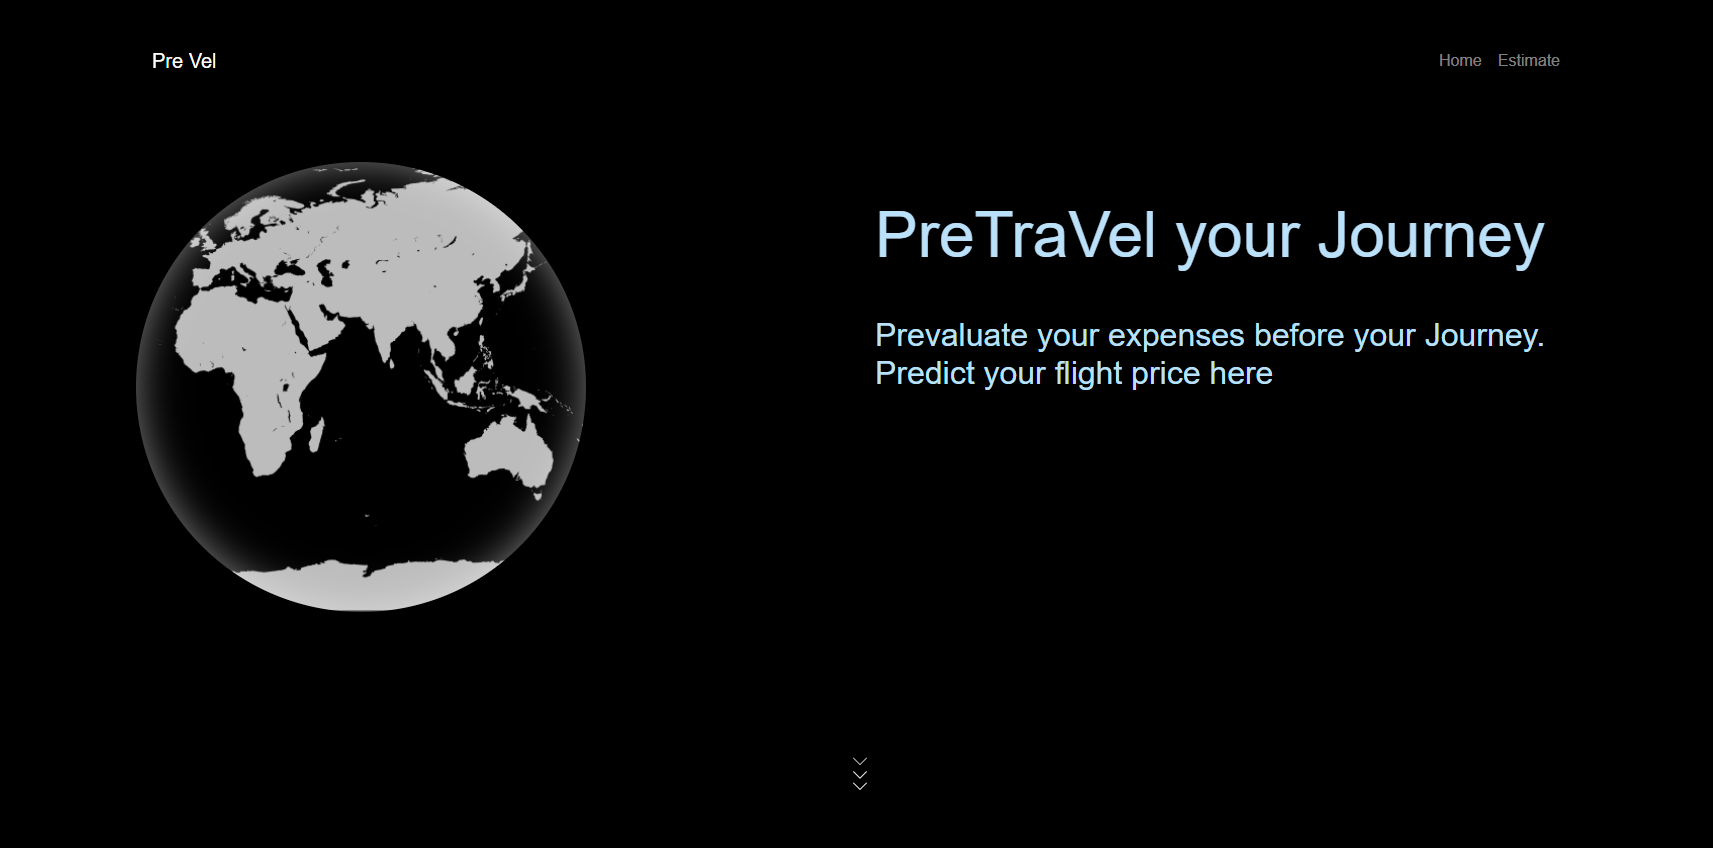 Pre Vel
Home Estimate
PreTraVel your Journey
Prevaluate your expenses before your Journey.
Predict your flight price here